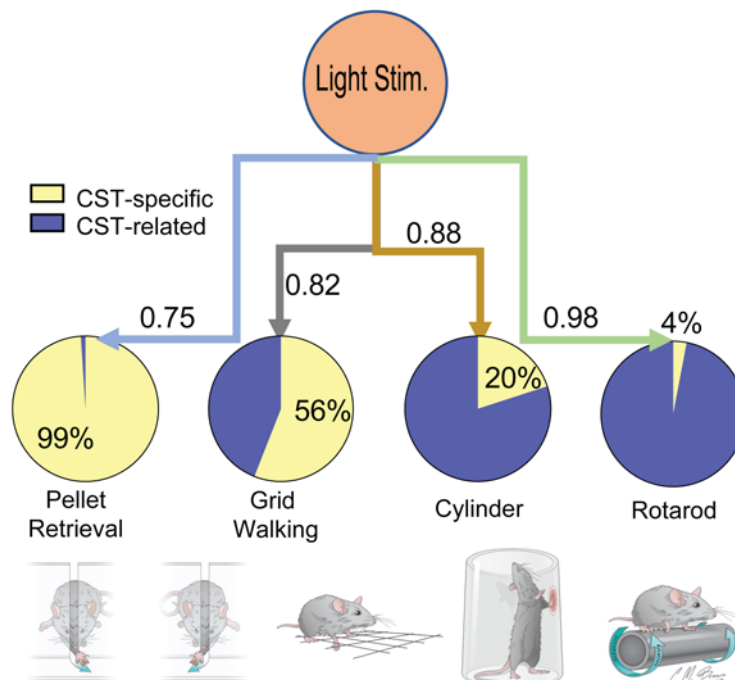 Light Stim.
CST-specific
CST-related
0.75
0.82
0.88
0.98
4%
99%
56%
20%
Pellet
Retrieval
Grid
Walking
Cylinder
Rotarod